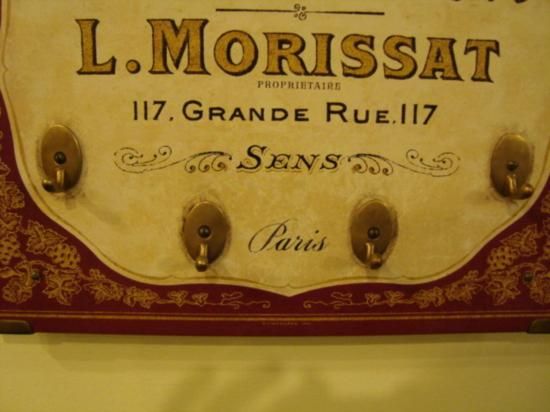 L. MORISSAT
PROPRIETAIRE
117, GRANDE RUE, 117
SENS
Paris